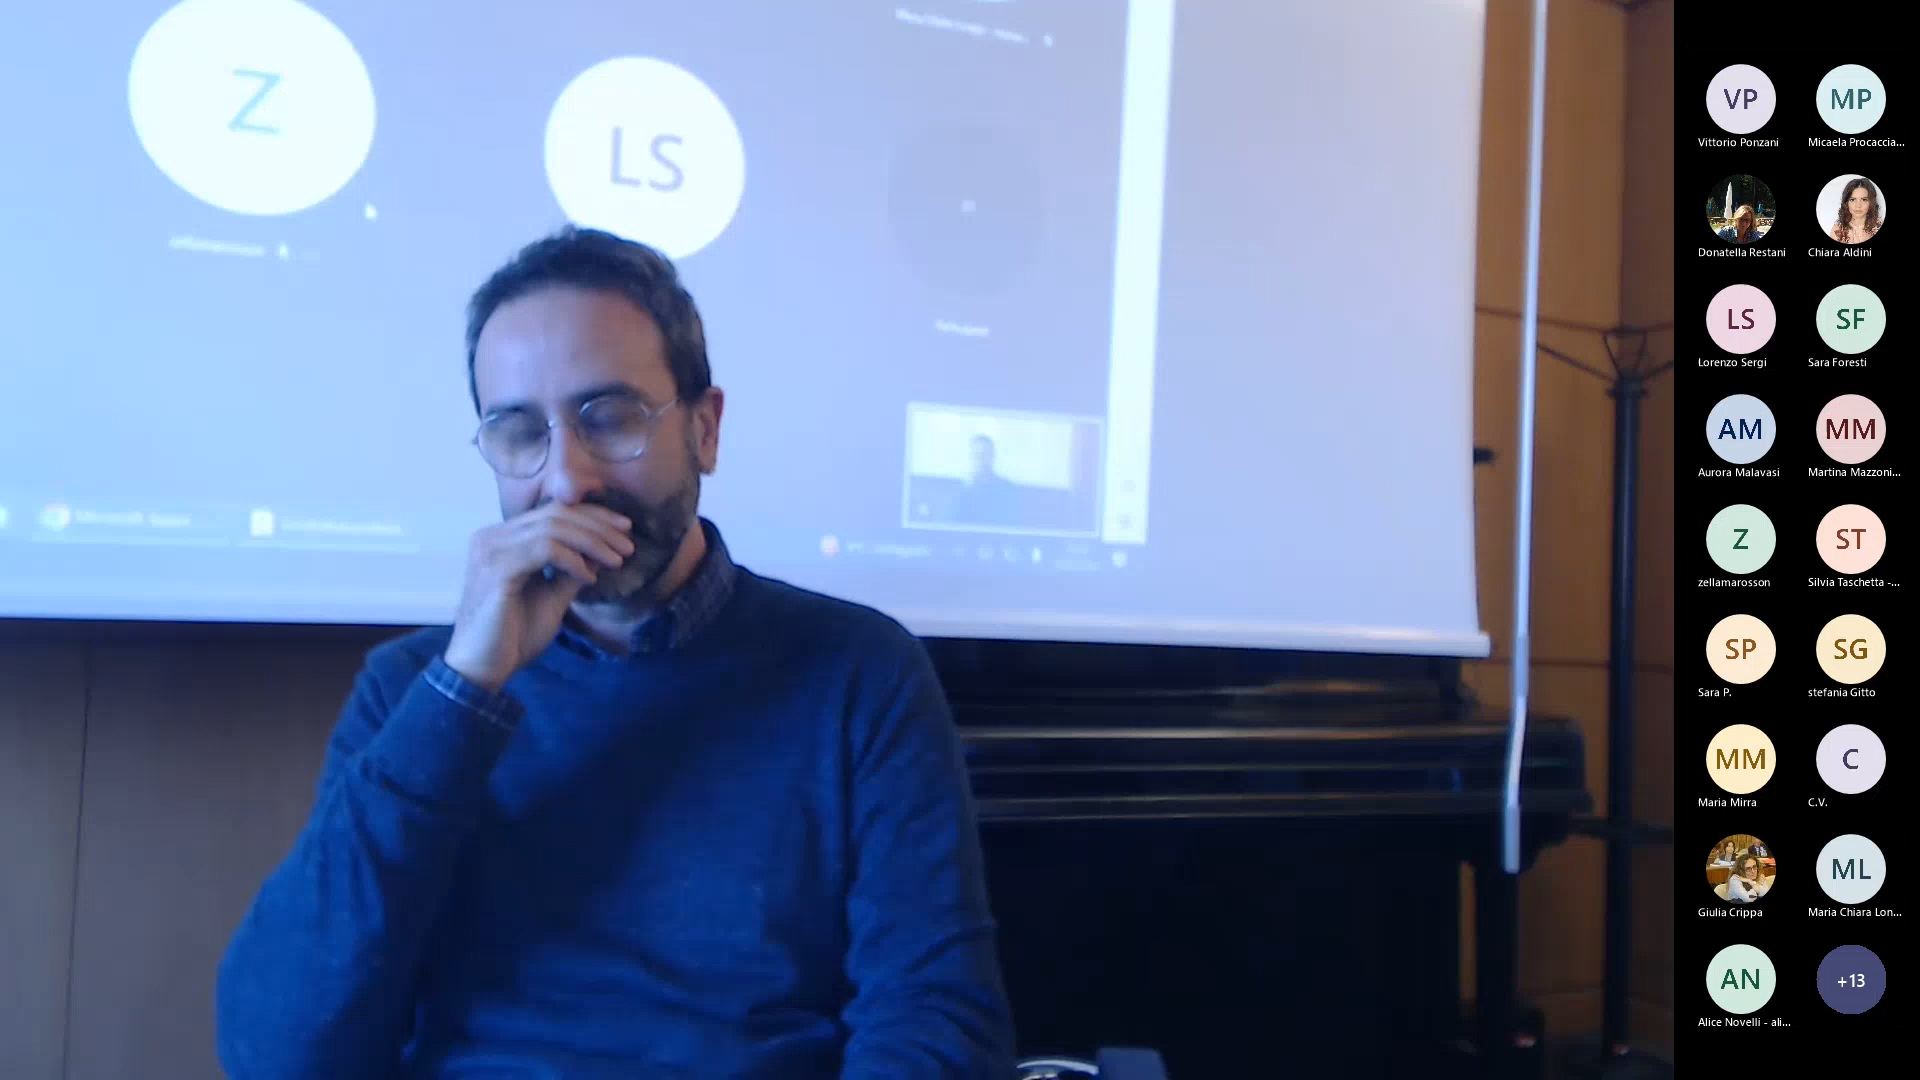 Z
LS
VP
MP
Vittorio Ponzani
Micaela Procaccia...
Donatella Restani
Chiara Aldini
LS
SF
Lorenzo Sergi
Sara Foresti
AM
MM
Aurora Malavasi
Martina Mazzoni...
Z
ST
zellamarosson
Silvia Taschetta -...
SP
SG
Sara P.
stefania Gitto
MM
C
Maria Mirra
C.V.
ML
Giulia Crippa
Maria Chiara Lon...
AN
+13
Alice Novelli - ali...